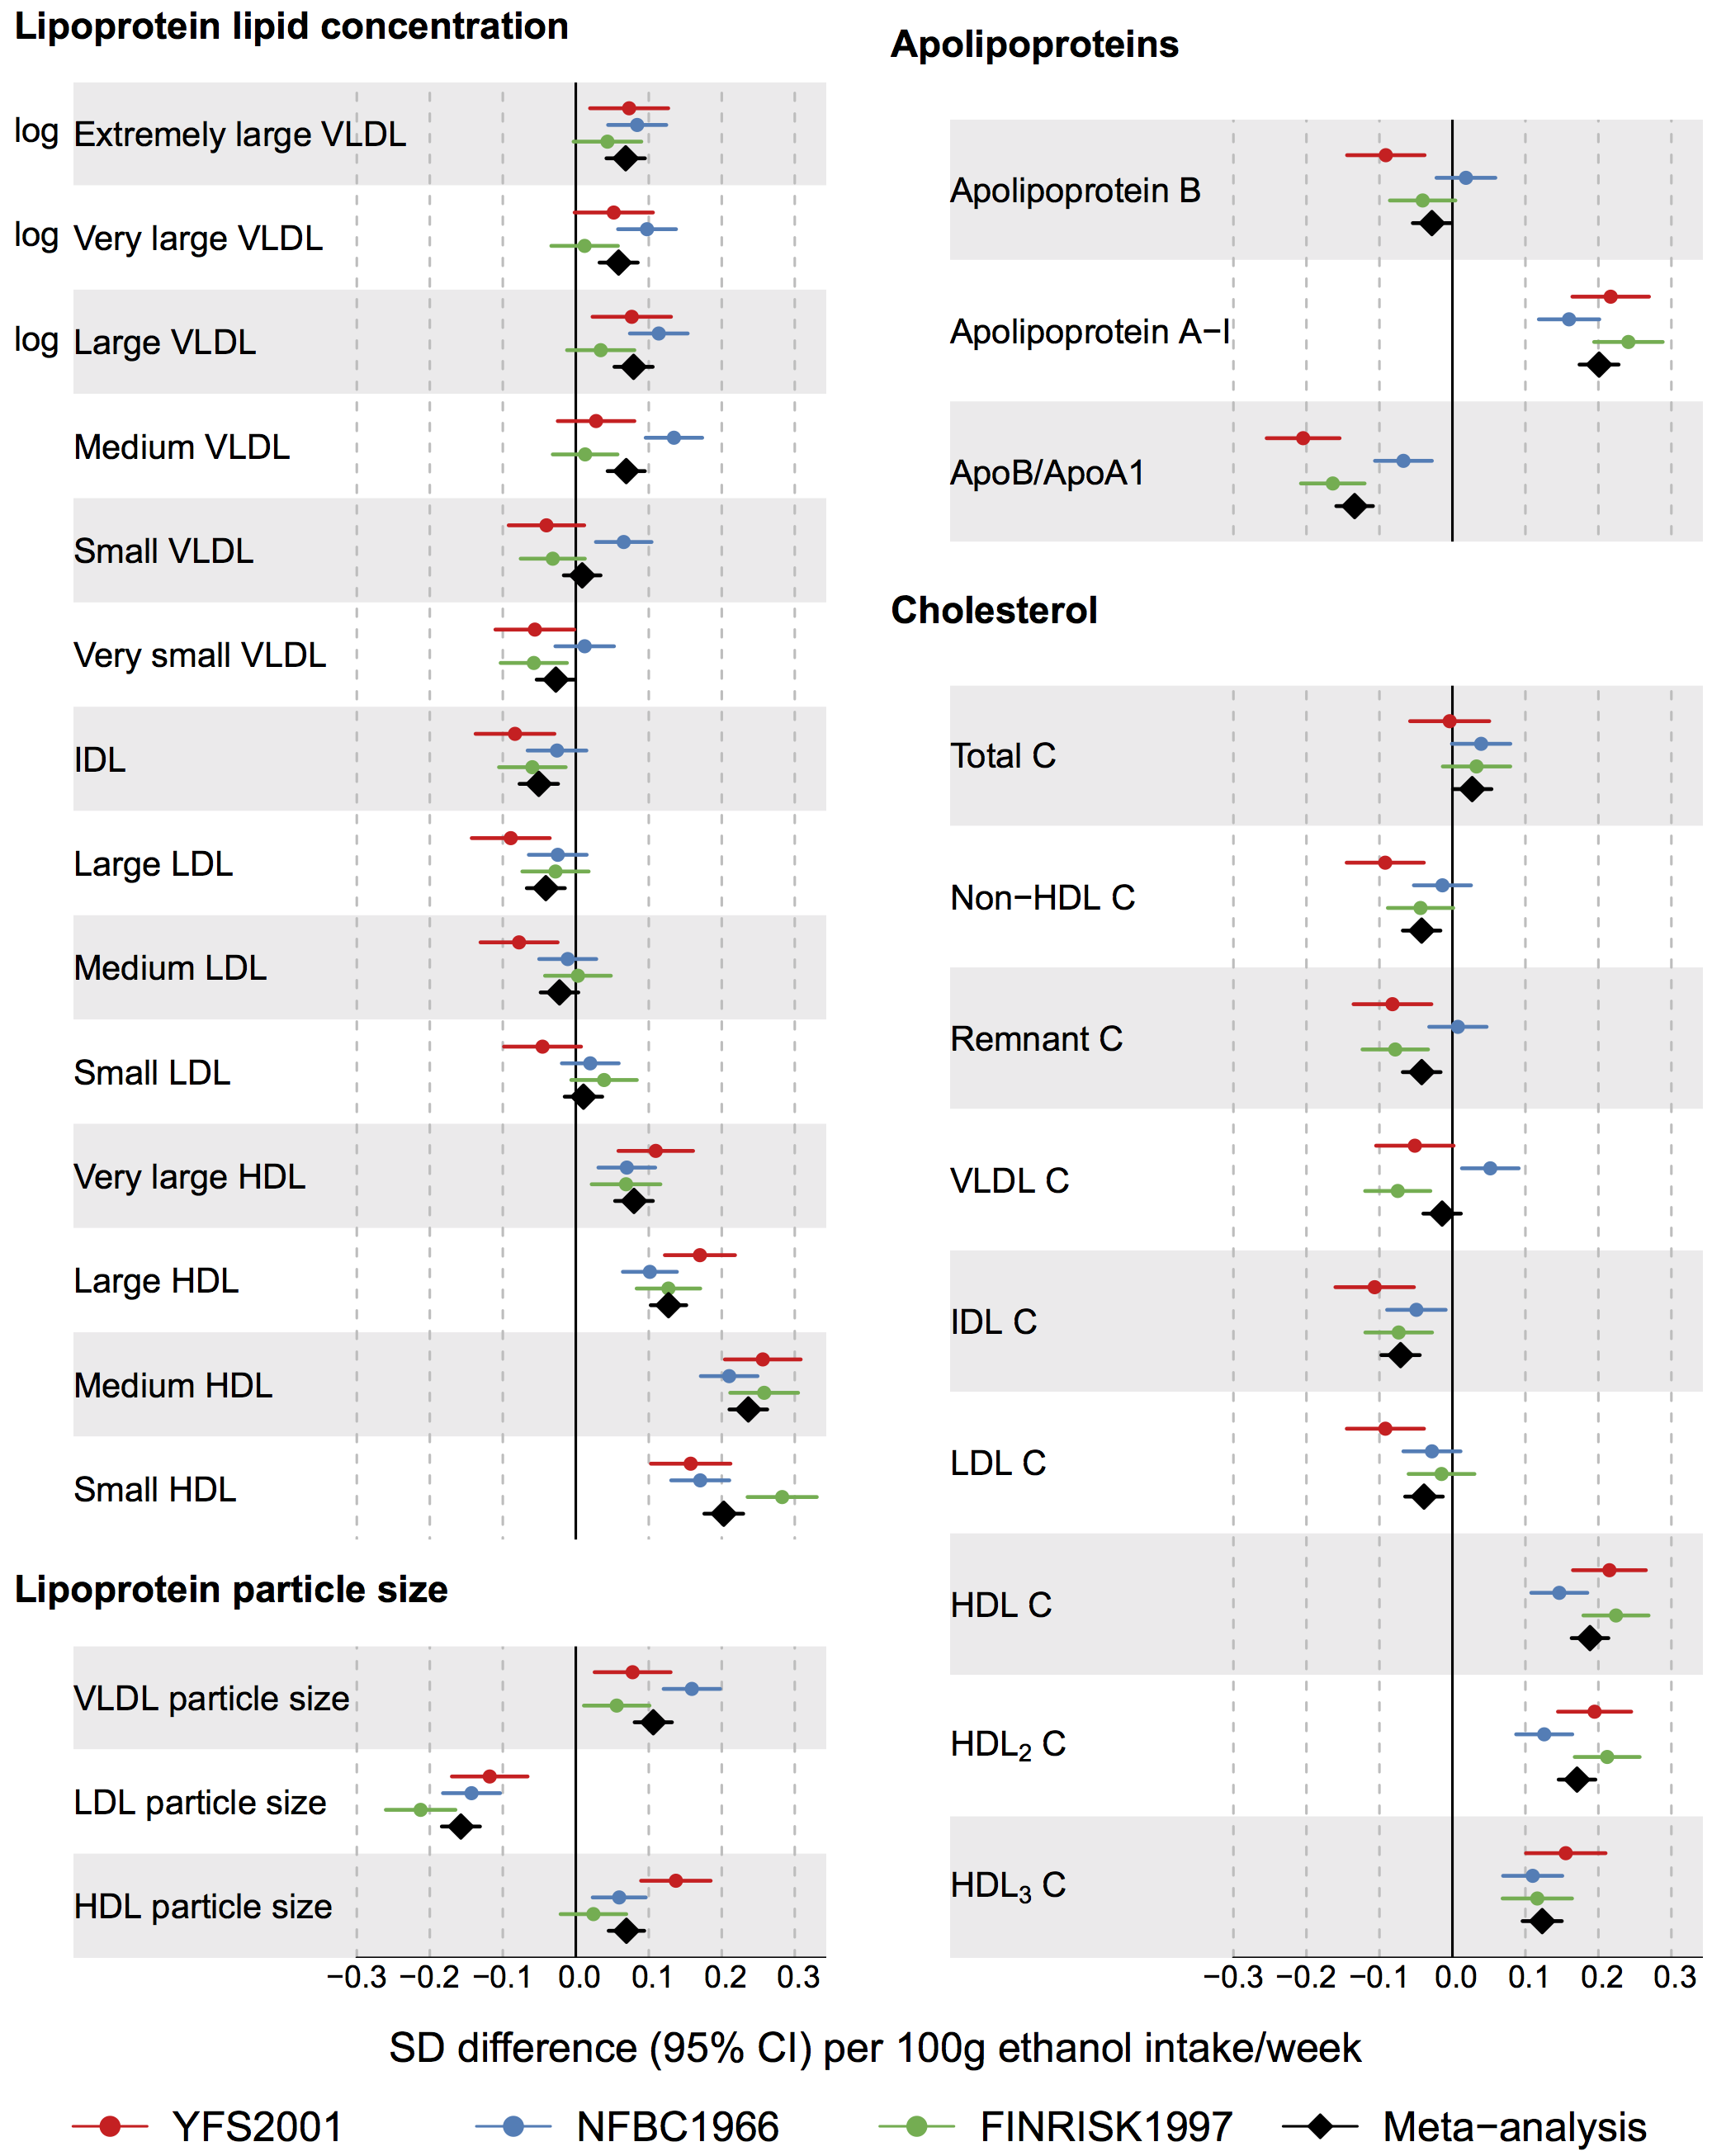 Lipoprotein lipid concentration
log Extremely large VLDL
log Very large VLDL
log Large VLDL
Medium VLDL
Small VLDL
Very small VLDL
IDL
Large LDL
Medium LDL
Small LDL
Very large HDL
Large HDL
Medium HDL
Small HDL
Lipoprotein particle size
VLDL particle size
LDL particle size
HDL particle size
−0.3 −0.2 −0.1 0.0 0.1 0.2 0.3
Apolipoproteins
Apolipoprotein B
Apolipoprotein A−I
ApoB/ApoA1
Cholesterol
Total C
Non−HDL C
Remnant C
VLDL C
IDL C
LDL C
HDL C
HDL₂ C
HDL₃ C
−0.3 −0.2 −0.1 0.0 0.1 0.2 0.3
SD difference (95% CI) per 100g ethanol intake/week
YFS2001 NFBC1966 FINRISK1997 Meta−analysis